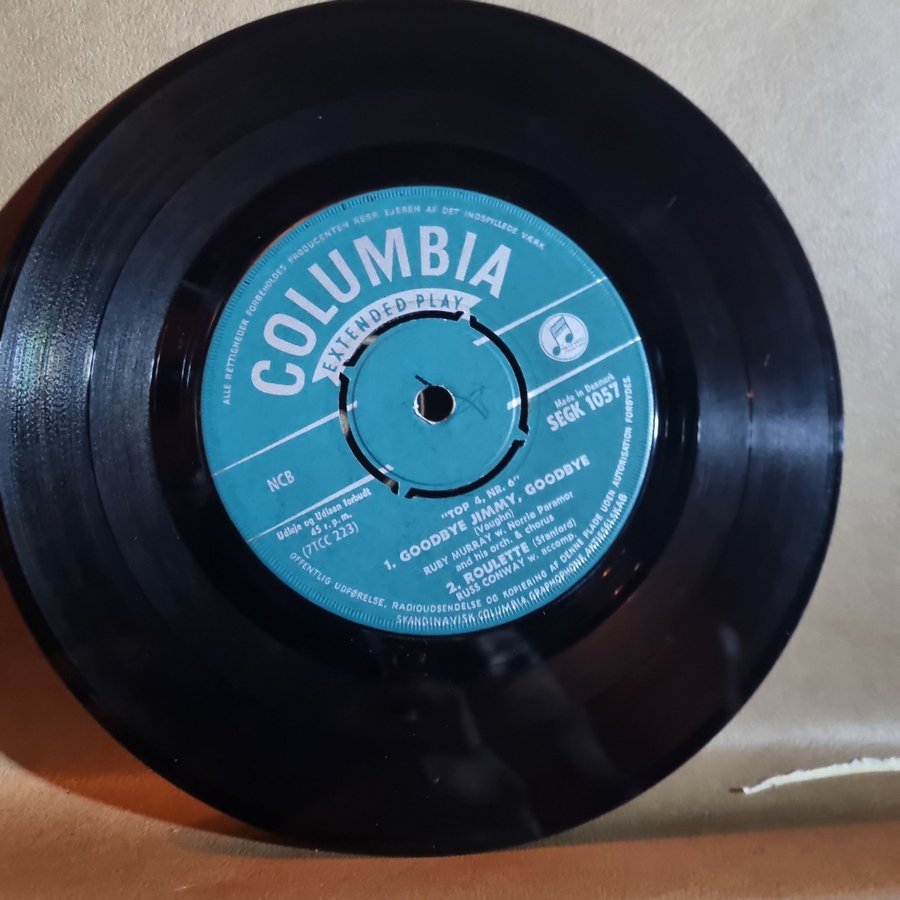 ALLE RETTIGHEDER FORBEHOLDES PRODUCENTEN RESP. EJEREN AF DET INDSPILLEDE VÆRK
COLUMBIA
EXTENDED PLAY
Made in Denmark
SEGK 1057
NCB
Udleje og Udlaan forbudt
45 r. p. m.
(7TCC 223)
"TOP 4, NR. 6"
1. GOODBYE JIMMY, GOODBYE
(Vaughn)
RUBY MURRAY w. Norrie Paramor
and his orch. & chorus
2. ROULETTE (Stanford)
RUSS CONWAY w. accomp.
OFFENTLIG UDFØRELSE, RADIOUDSENDELSE OG KOPIERING AF DENNE PLADE UDEN AUTORISATION FORBYDES.
SKANDINAVISK COLUMBIA GRAPHOPHONE AKTIESELSKAB